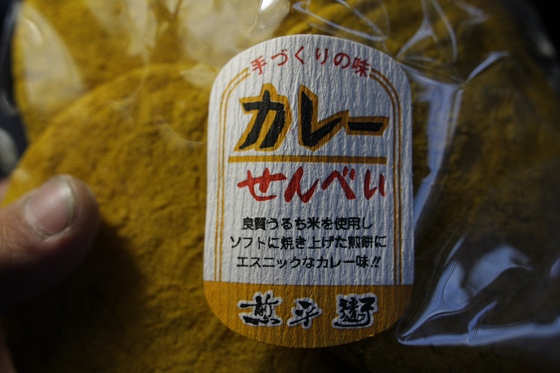 手づくりの味
カレー
せんべい
良質うるち米を使用し
ソフトに焼き上げた煎餅に
エスニックなカレー味!!
煎平